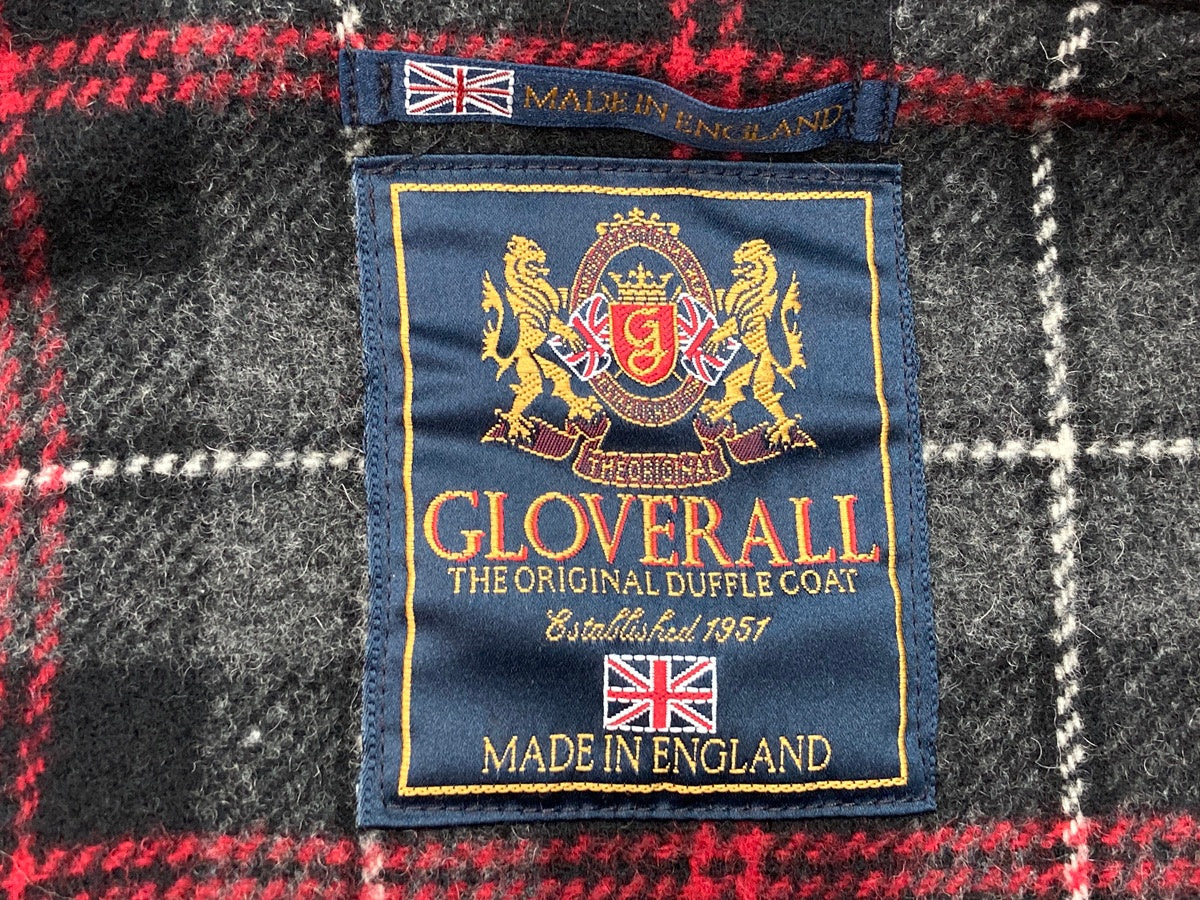 MADE IN ENGLAND
G
THE ORIGINAL
GLOVERALL
THE ORIGINAL DUFFLE COAT
Established 1951
MADE IN ENGLAND